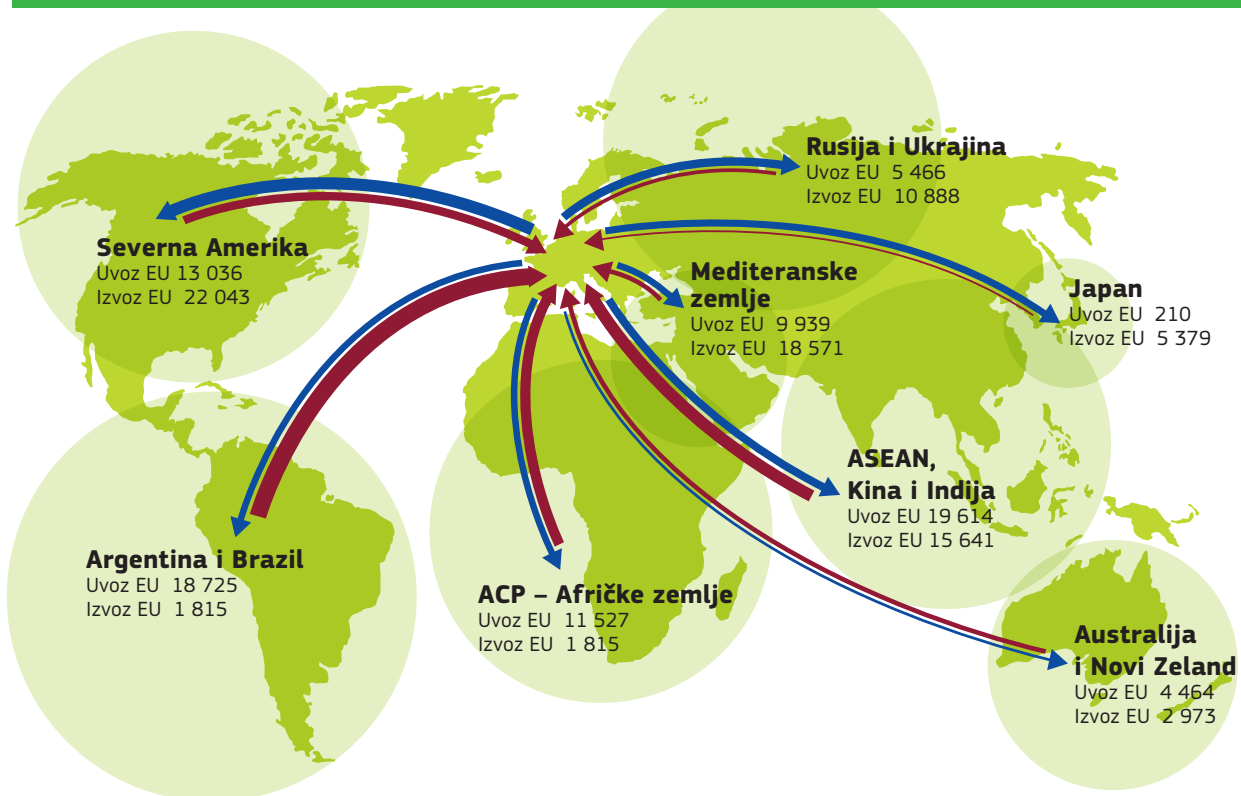 Rusija i Ukrajina
Uvoz EU 5 466
Izvoz EU 10 888
Severna Amerika
Uvoz EU 13 036
Izvoz EU 22 043
Mediteranske
zemlje
Uvoz EU 9 939
Izvoz EU 18 571
Japan
Uvoz EU 210
Izvoz EU 5 379
ASEAN,
Kina i Indija
Uvoz EU 19 614
Izvoz EU 15 641
Argentina i Brazil
Uvoz EU 18 725
Izvoz EU 1 815
ACP – Afričke zemlje
Uvoz EU 11 527
Izvoz EU 1 815
Australija
i Novi Zeland
Uvoz EU 4 464
Izvoz EU 2 973